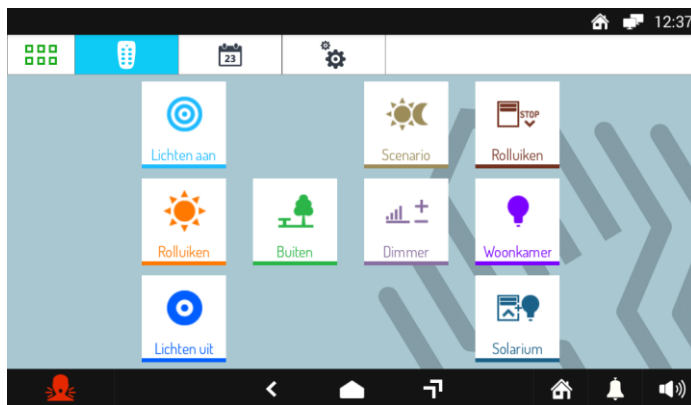 12:37
23
Lichten aan
Scenario
STOP
Rolluiken
Rolluiken
Buiten
Dimmer
Woonkamer
Lichten uit
Solarium